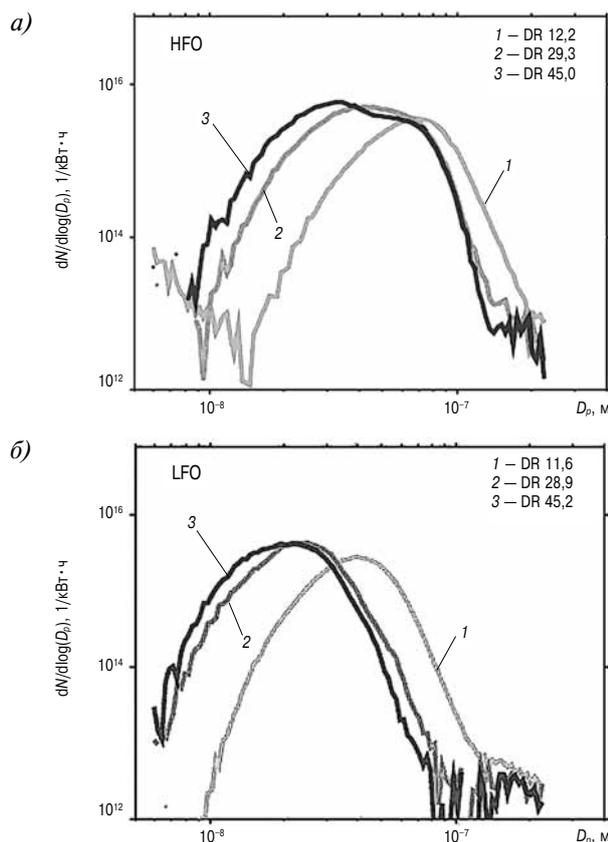 а)
HFO
1 — DR 12,2
2 — DR 29,3
3 — DR 45,0
10¹⁶
3
1
2
10¹⁴
10¹²
dN/dlog(Dₚ), 1/кВт·ч
10⁻⁸
10⁻⁷
Dₚ, м
б)
LFO
1 — DR 11,6
2 — DR 28,9
3 — DR 45,2
10¹⁶
3
1
2
10¹⁴
10¹²
dN/dlog(Dₚ), 1/кВт·ч
10⁻⁸
10⁻⁷
Dₚ, м